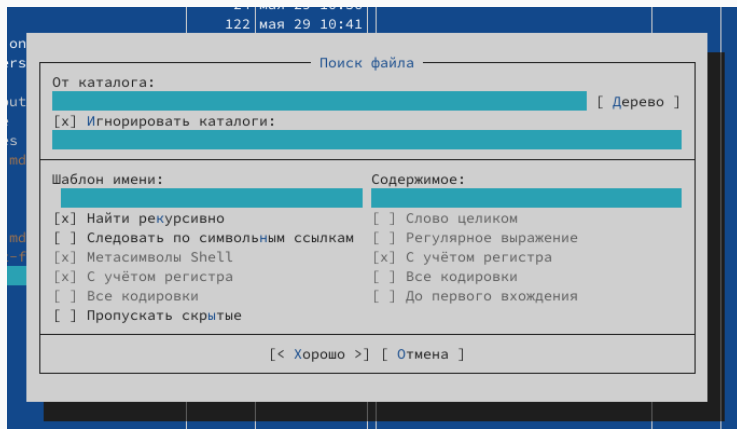 122 мая 29 10:41
Поиск файла
От каталога:
[ Дерево ]
[x] Игнорировать каталоги:
Шаблон имени:
Содержимое:
[x] Найти рекурсивно
[ ] Слово целиком
[ ] Следовать по символьным ссылкам
[ ] Регулярное выражение
[x] Метасимволы Shell
[x] С учётом регистра
[x] С учётом регистра
[ ] Все кодировки
[ ] Все кодировки
[ ] До первого вхождения
[ ] Пропускать скрытые
[< Хорошо >] [ Отмена ]